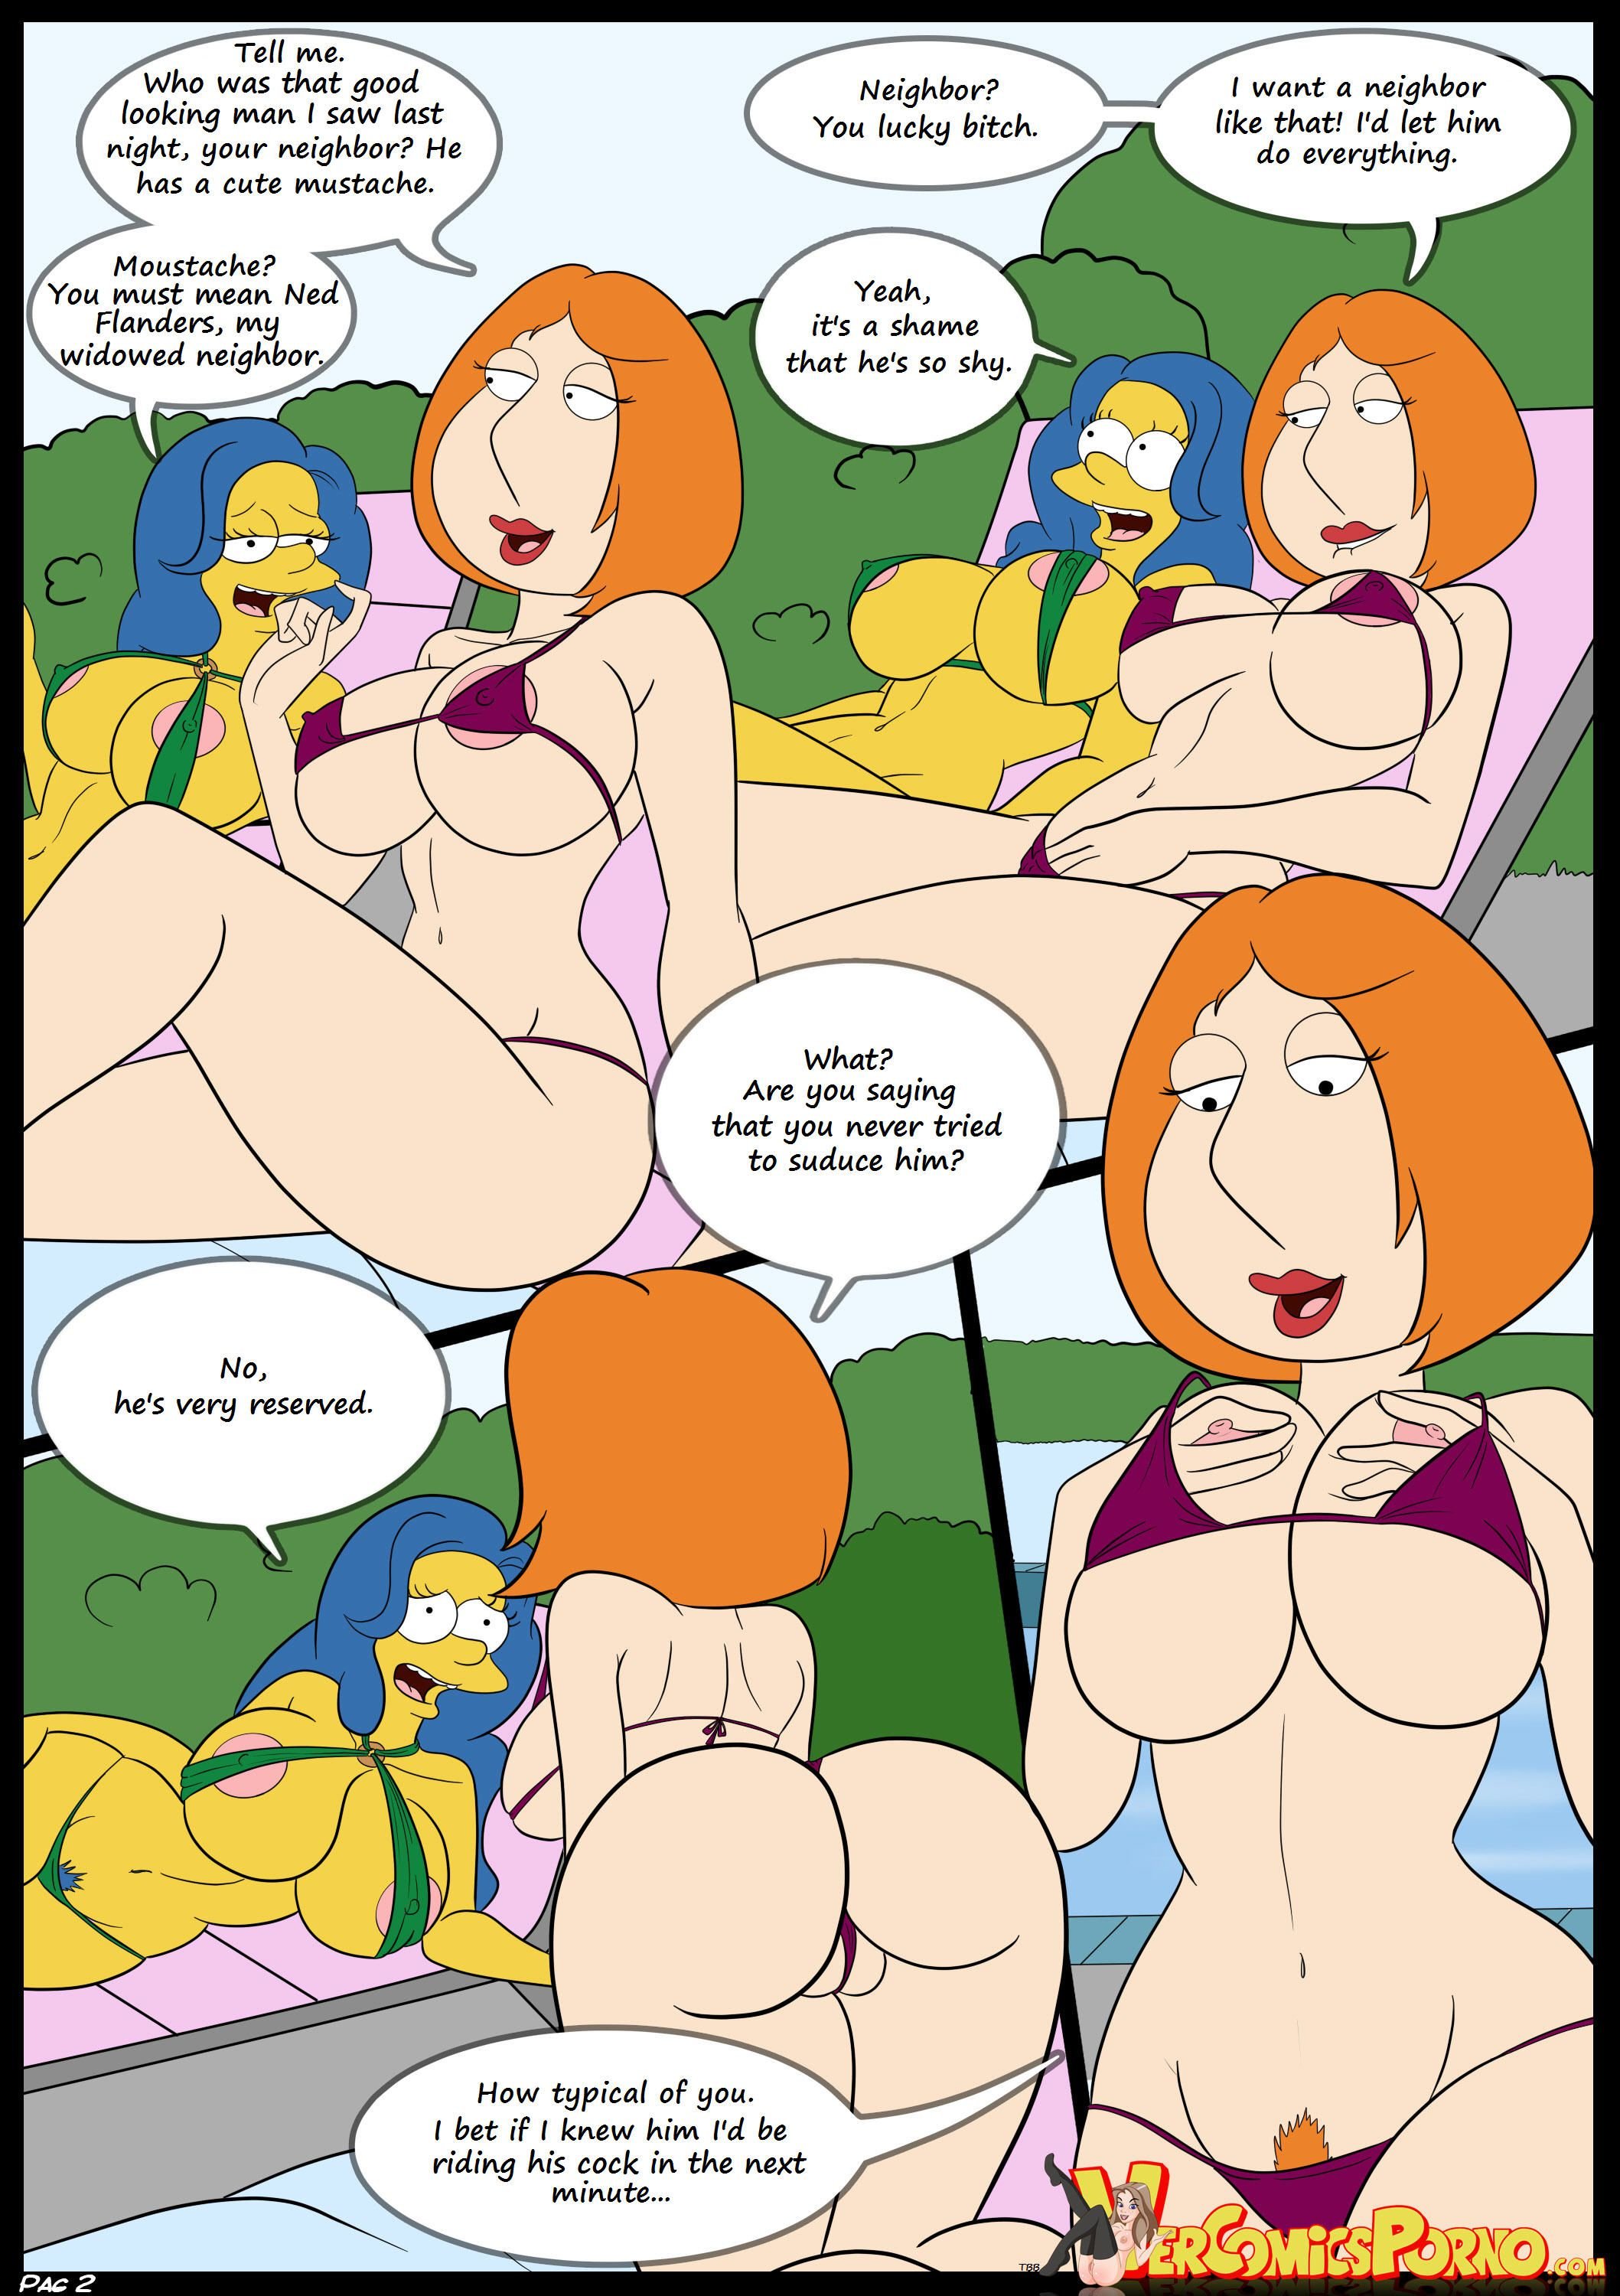 Tell me.
Who was that good
looking man I saw last
night, your neighbor? He
has a cute mustache.
Moustache?
You must mean Ned
Flanders, my
widowed neighbor.
Neighbor?
You lucky bitch.
I want a neighbor
like that! I'd let him
do everything.
Yeah,
it's a shame
that he's so shy.
What?
Are you saying
that you never tried
to suduce him?
No,
he's very reserved.
How typical of you.
I bet if I knew him I'd be
riding his cock in the next
minute...
TBB
VERCOMICSPORNO.COM
PAG 2